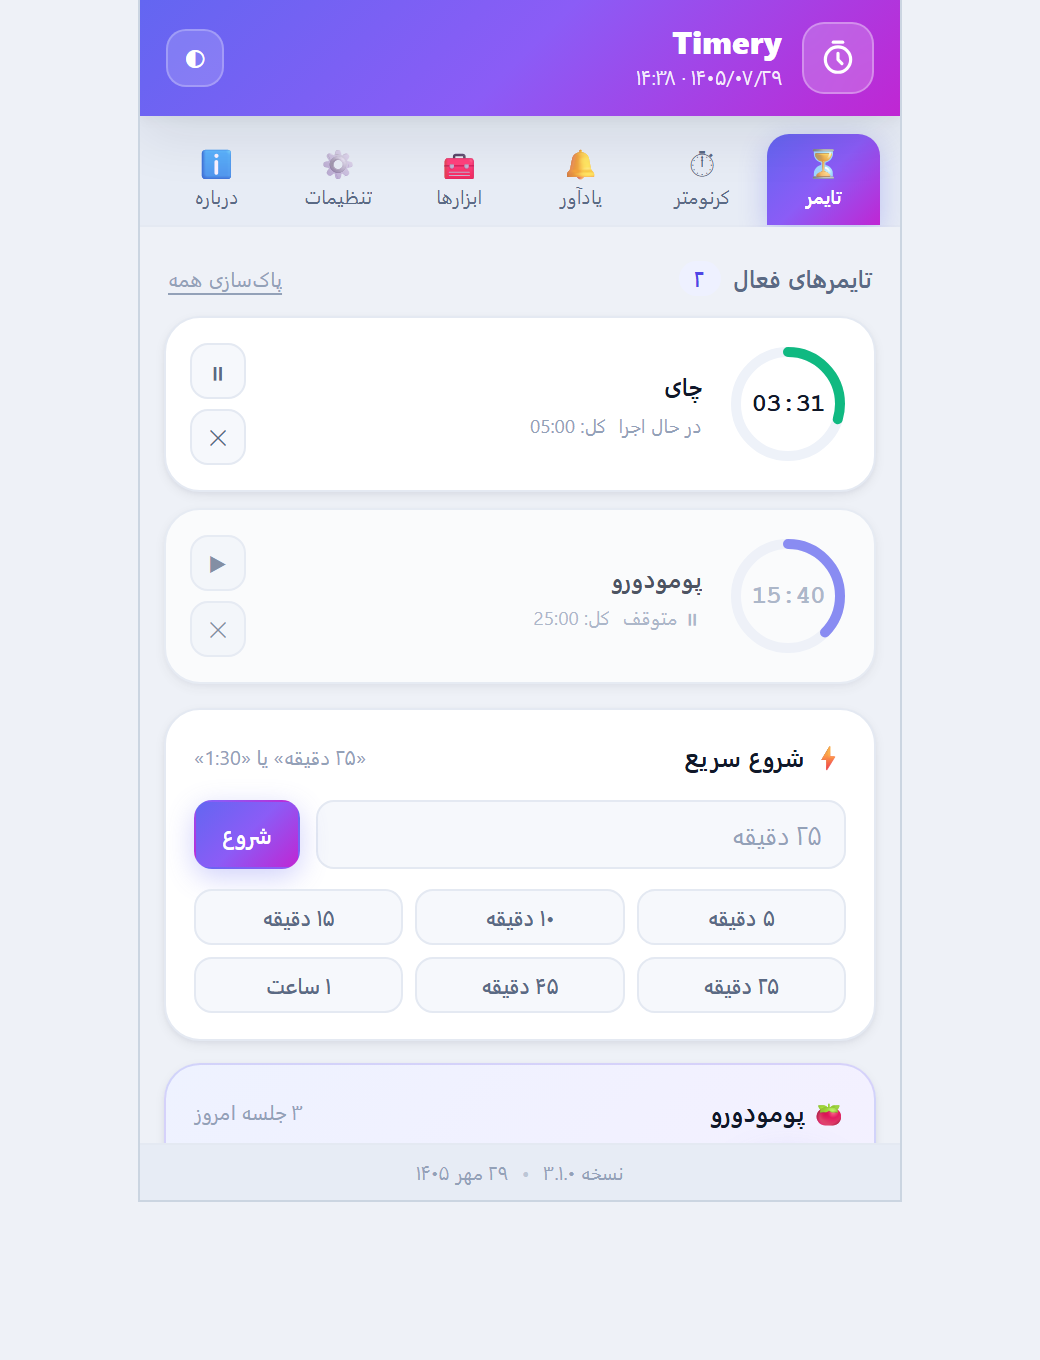 Timery
۱۴۰۵/۰۷/۲۹ · ۱۴:۳۸
تایمر
کرنومتر
یادآور
ابزارها
تنظیمات
درباره
تایمرهای فعال ۲
پاک‌سازی همه
03:31
چای
در حال اجرا کل: 05:00
15:40
پومودورو
متوقف کل: 25:00
شروع سریع
«۲۵ دقیقه» یا «1:30»
۲۵ دقیقه
شروع
۵ دقیقه
۱۰ دقیقه
۱۵ دقیقه
۲۵ دقیقه
۴۵ دقیقه
۱ ساعت
پومودورو
۳ جلسه امروز
نسخه ۳.۱.۰ • ۲۹ مهر ۱۴۰۵